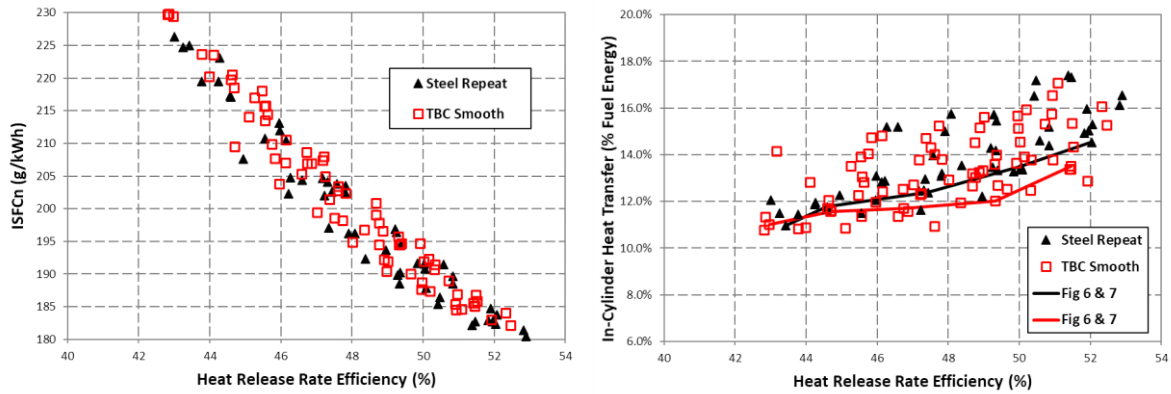 230
225
220
215
210
205
200
195
190
185
180
ISFCn (g/kWh)
Steel Repeat
TBC Smooth
40 42 44 46 48 50 52 54
Heat Release Rate Efficiency (%)
20.0%
18.0%
16.0%
14.0%
12.0%
10.0%
8.0%
6.0%
In-Cylinder Heat Transfer (% Fuel Energy)
Steel Repeat
TBC Smooth
Fig 6 & 7
Fig 6 & 7
40 42 44 46 48 50 52 54
Heat Release Rate Efficiency (%)